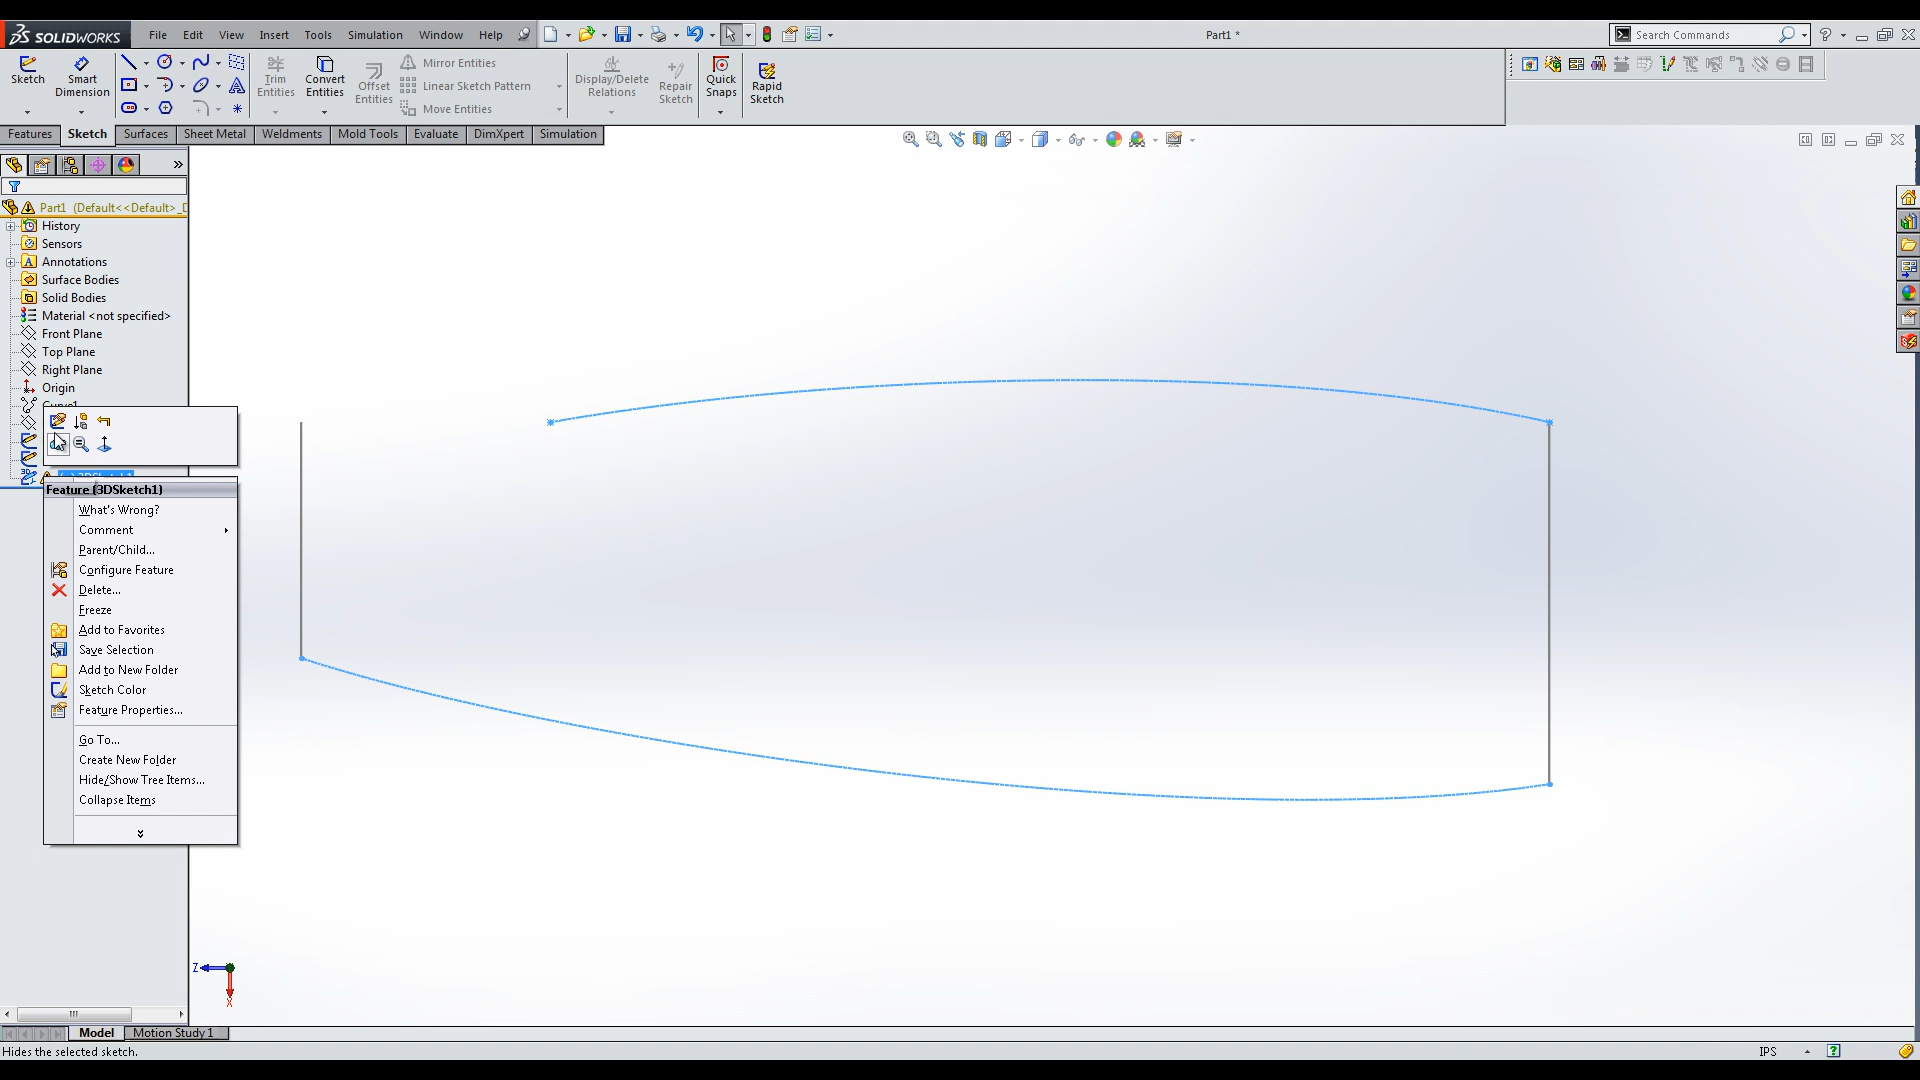 SOLIDWORKS File Edit View Insert Tools Simulation Window Help Part1 * Search Commands
Sketch Smart Dimension Trim Entities Convert Entities Offset Entities Mirror Entities Display/Delete Relations Repair Sketch Quick Snaps Rapid Sketch
Linear Sketch Pattern
Move Entities
Features Sketch Surfaces Sheet Metal Weldments Mold Tools Evaluate DimXpert Simulation
Part1 (Default<<Default>_D
History
Sensors
Annotations
Surface Bodies
Solid Bodies
Material <not specified>
Front Plane
Top Plane
Right Plane
Origin
Curve1
Feature (3DSketch1)
What's Wrong?
Comment
Parent/Child...
Configure Feature
Delete...
Freeze
Add to Favorites
Save Selection
Add to New Folder
Sketch Color
Feature Properties...
Go To...
Create New Folder
Hide/Show Tree Items...
Collapse Items
Z
X
Model Motion Study 1
Hides the selected sketch. IPS